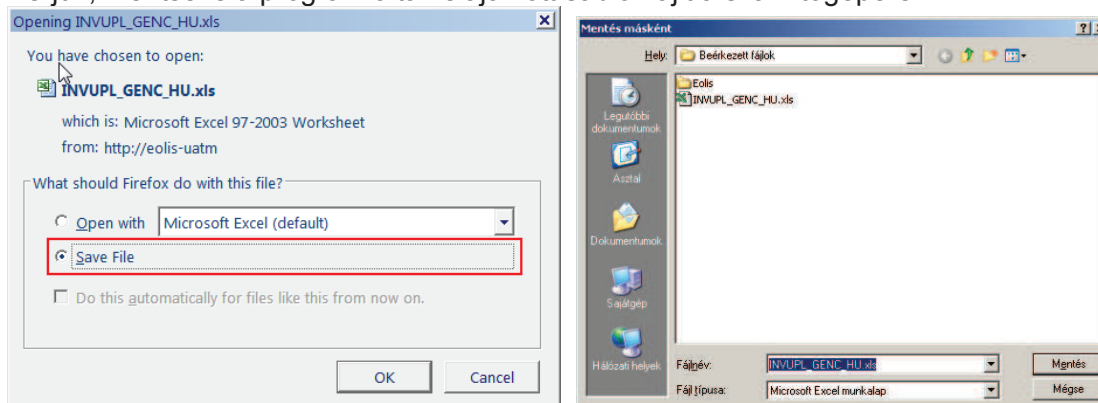 Opening INVUPL_GENC_HU.xls
You have chosen to open:
INVUPL_GENC_HU.xls
which is: Microsoft Excel 97-2003 Worksheet
from: http://eolis-uatm
What should Firefox do with this file?
Open with Microsoft Excel (default)
Save File
Do this automatically for files like this from now on.
OK Cancel
Mentés másként
Hely: Beérkezett fájlok
Eolis
INVUPL_GENC_HU.xls
Legutóbbi
dokumentumok
Asztal
Dokumentumok
Sajátgép
Hálózati helyek
Fájlnév: INVUPL_GENC_HU.xls Mentés
Fájl típusa: Microsoft Excel munkalap Mégse